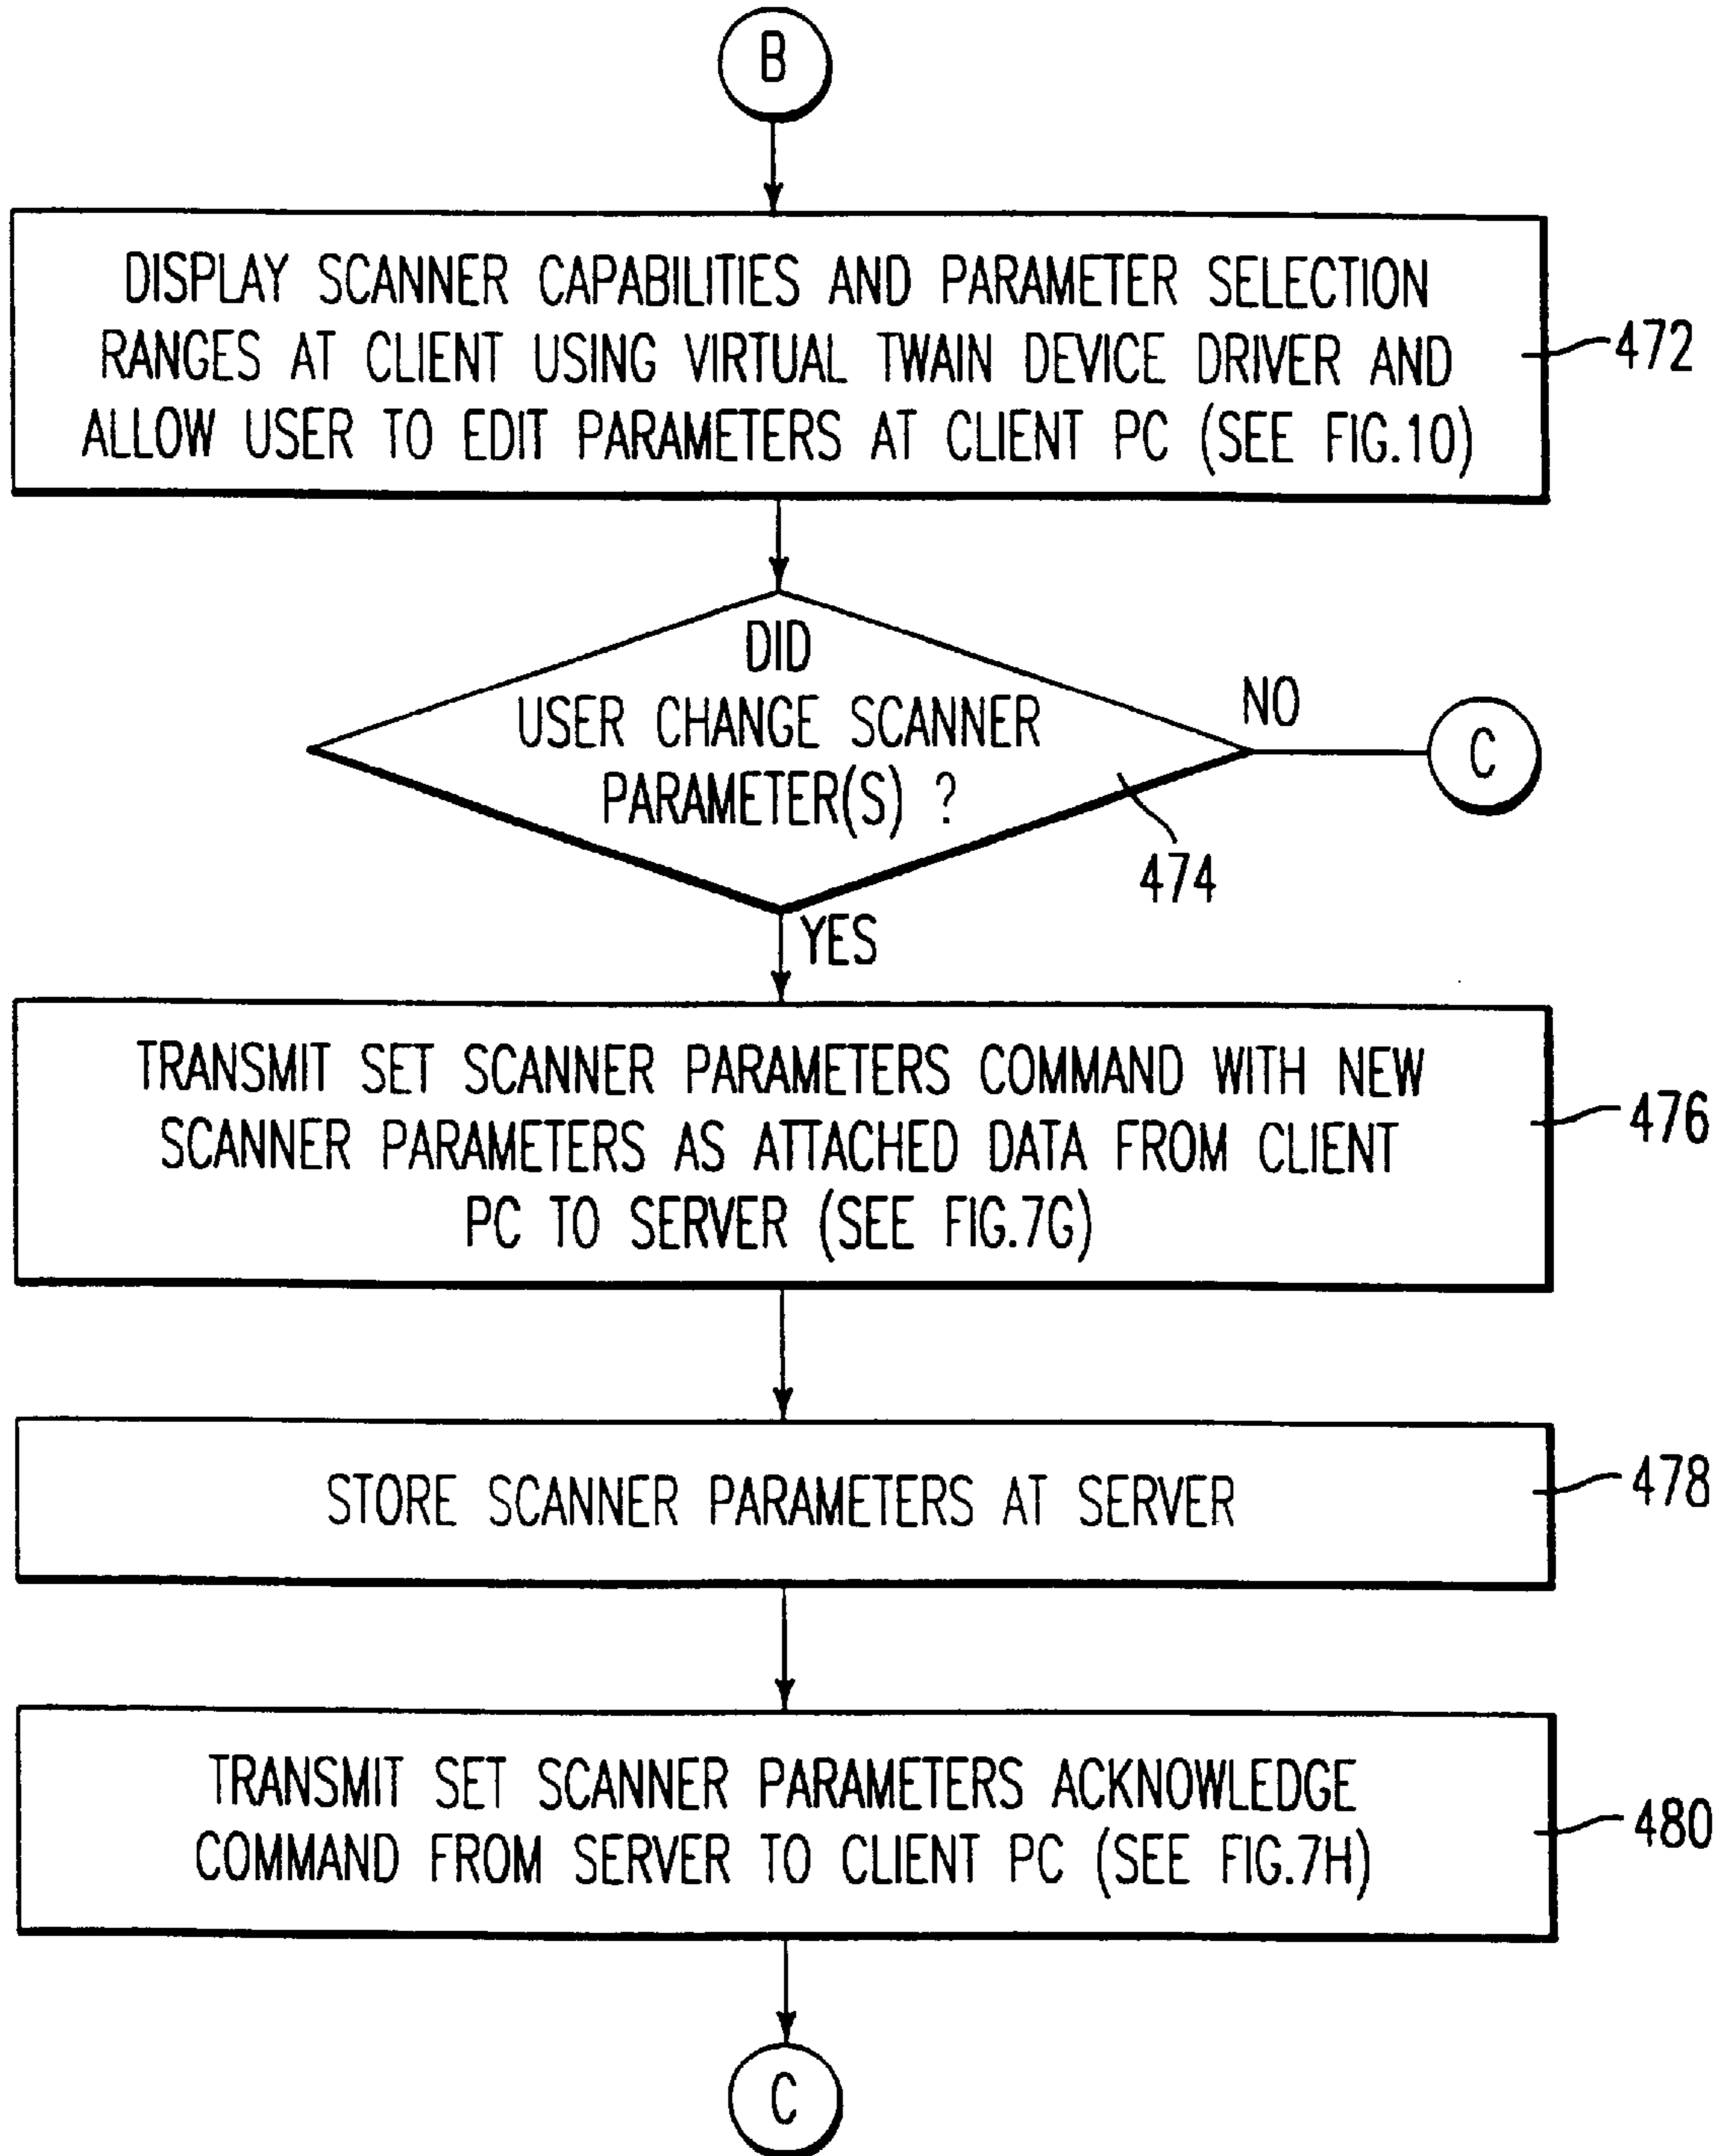 B
DISPLAY SCANNER CAPABILITIES AND PARAMETER SELECTION
RANGES AT CLIENT USING VIRTUAL TWAIN DEVICE DRIVER AND
ALLOW USER TO EDIT PARAMETERS AT CLIENT PC (SEE FIG.10)
472
DID
USER CHANGE SCANNER
PARAMETER(S) ?
NO
C
474
YES
TRANSMIT SET SCANNER PARAMETERS COMMAND WITH NEW
SCANNER PARAMETERS AS ATTACHED DATA FROM CLIENT
PC TO SERVER (SEE FIG.7G)
476
STORE SCANNER PARAMETERS AT SERVER
478
TRANSMIT SET SCANNER PARAMETERS ACKNOWLEDGE
COMMAND FROM SERVER TO CLIENT PC (SEE FIG.7H)
480
C